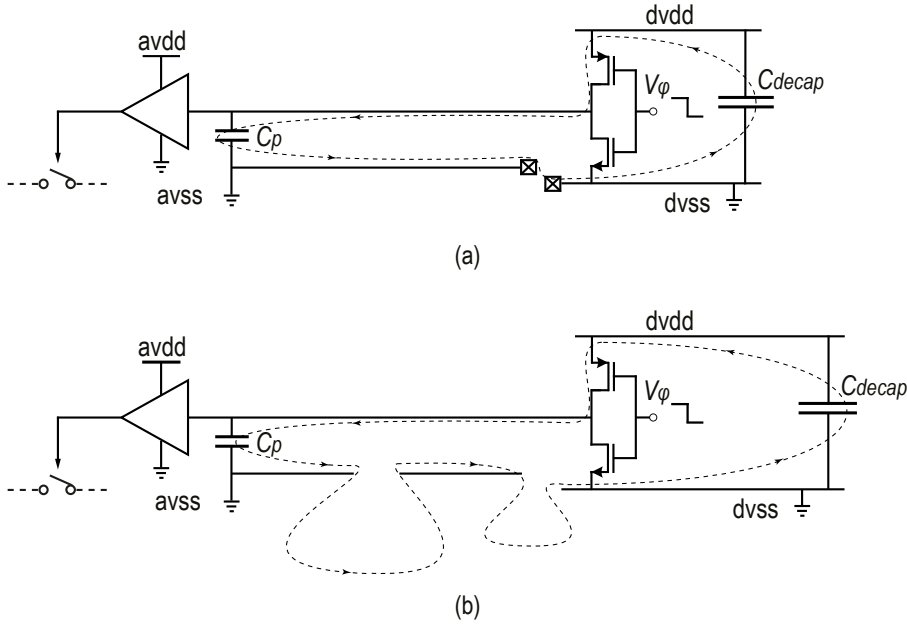 dvdd
avdd
Vφ
Cdecap
Cp
avss
dvss
(a)
dvdd
avdd
Vφ
Cdecap
Cp
avss
dvss
(b)